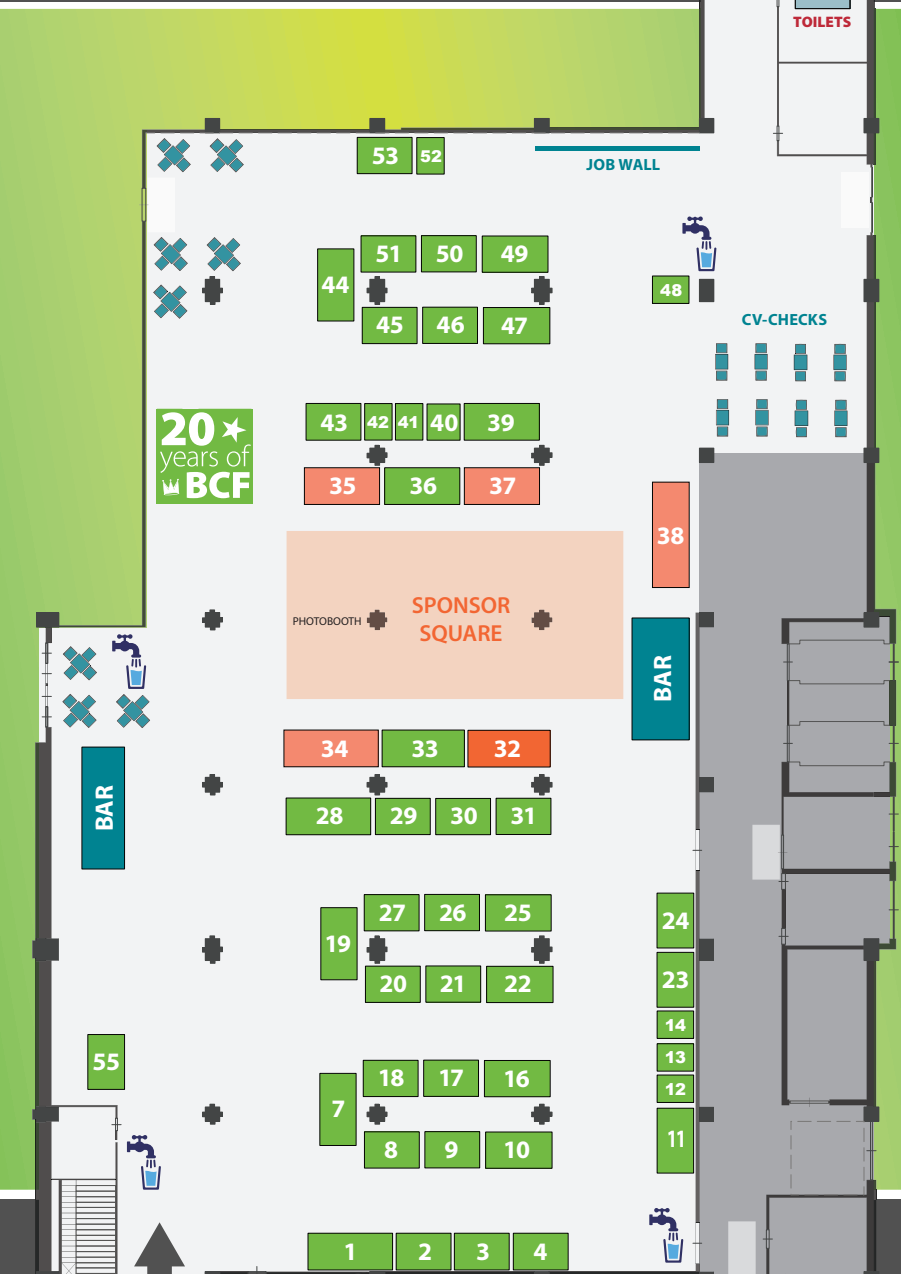 TOILETS
53 52
JOB WALL
51 50 49
44
48
45 46 47
CV-CHECKS
43 42 41 40 39
20
years of
BCF
35 36 37
38
SPONSOR
SQUARE
PHOTOBOOTH
BAR
34 33 32
BAR
28 29 30 31
27 26 25
24
19
20 21 22
23
14
55
13
18 17 16
12
7
11
8 9 10
1 2 3 4